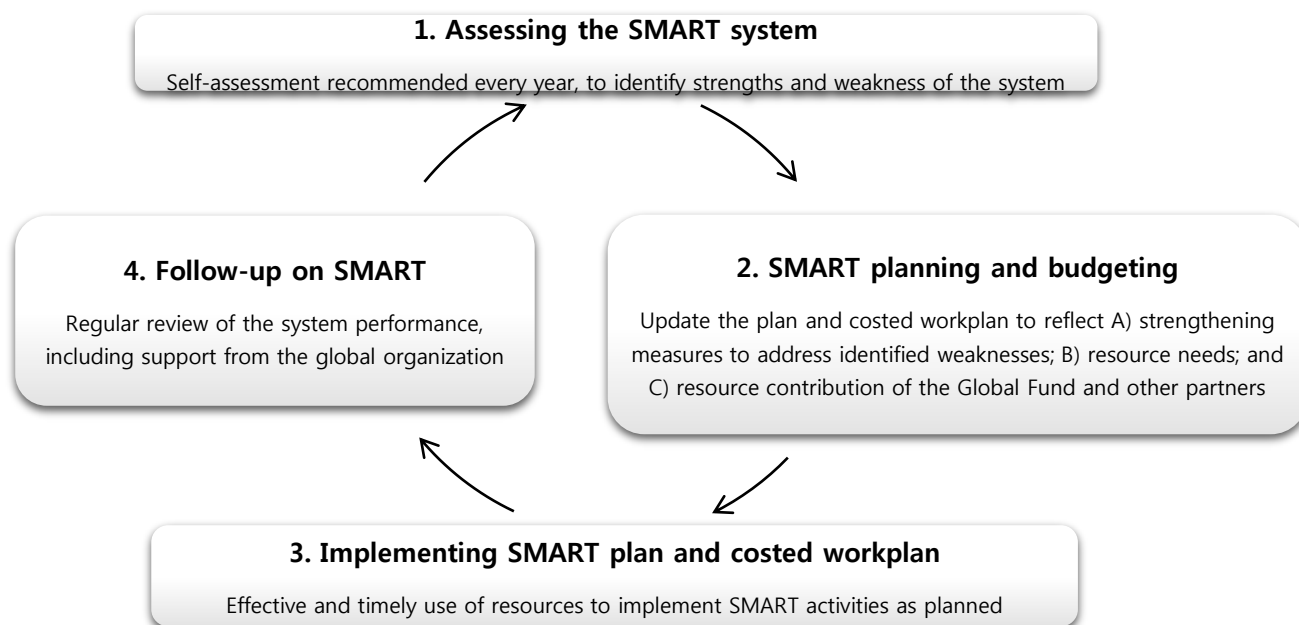 1. Assessing the SMART system
Self-assessment recommended every year, to identify strengths and weakness of the system
2. SMART planning and budgeting
Update the plan and costed workplan to reflect A) strengthening
measures to address identified weaknesses; B) resource needs; and
C) resource contribution of the Global Fund and other partners
3. Implementing SMART plan and costed workplan
Effective and timely use of resources to implement SMART activities as planned
4. Follow-up on SMART
Regular review of the system performance,
including support from the global organization